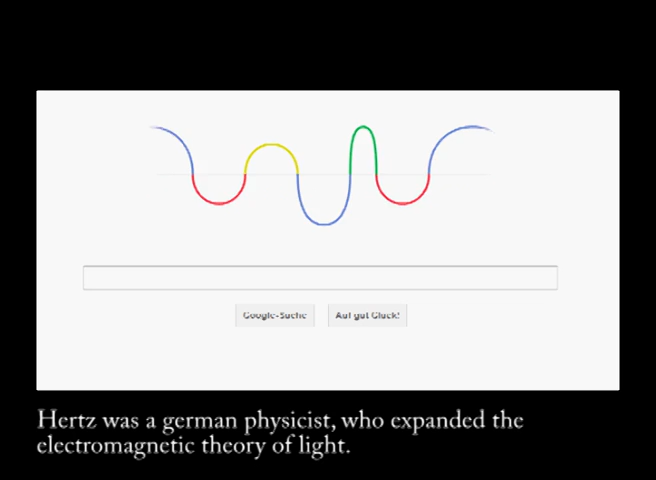 Google-Suche Auf gut Glück!
Hertz was a german physicist, who expanded the
electromagnetic theory of light.